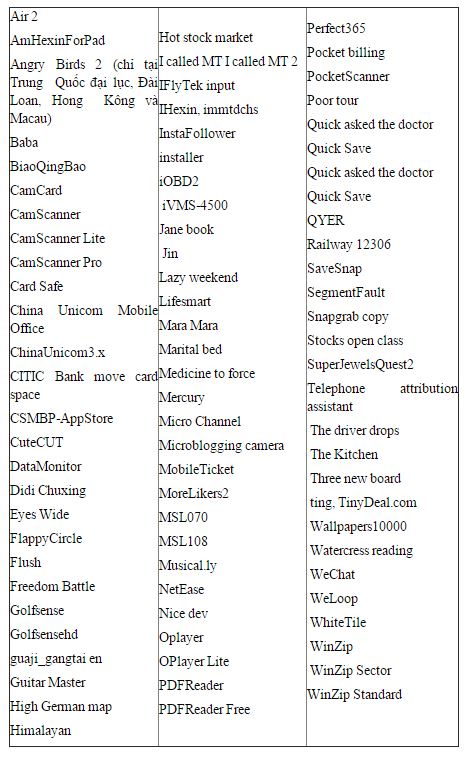 Air 2
AmHexinForPad
Angry Birds 2 (chỉ tại
Trung Quốc đại lục, Đài
Loan, Hong Kông và
Macau)
Baba
BiaoQingBao
CamCard
CamScanner
CamScanner Lite
CamScanner Pro
Card Safe
China Unicom Mobile
Office
ChinaUnicom3.x
CITIC Bank move card
space
CSMBP-AppStore
CuteCUT
DataMonitor
Didi Chuxing
Eyes Wide
FlappyCircle
Flush
Freedom Battle
Golfsense
Golfsensehd
guaji_gangtai en
Guitar Master
High German map
Himalayan
Hot stock market
I called MT I called MT 2
IFlyTek input
IHexin, immtdchs
InstaFollower
installer
iOBD2
iVMS-4500
Jane book
Jin
Lazy weekend
Lifesmart
Mara Mara
Marital bed
Medicine to force
Mercury
Micro Channel
Microblogging camera
MobileTicket
MoreLikers2
MSL070
MSL108
Musical.ly
NetEase
Nice dev
Oplayer
OPlayer Lite
PDFReader
PDFReader Free
Perfect365
Pocket billing
PocketScanner
Poor tour
Quick asked the doctor
Quick Save
Quick asked the doctor
Quick Save
QYER
Railway 12306
SaveSnap
SegmentFault
Snapgrab copy
Stocks open class
SuperJewelsQuest2
Telephone attribution
assistant
The driver drops
The Kitchen
Three new board
ting, TinyDeal.com
Wallpapers10000
Watercress reading
WeChat
WeLoop
WhiteTile
WinZip
WinZip Sector
WinZip Standard